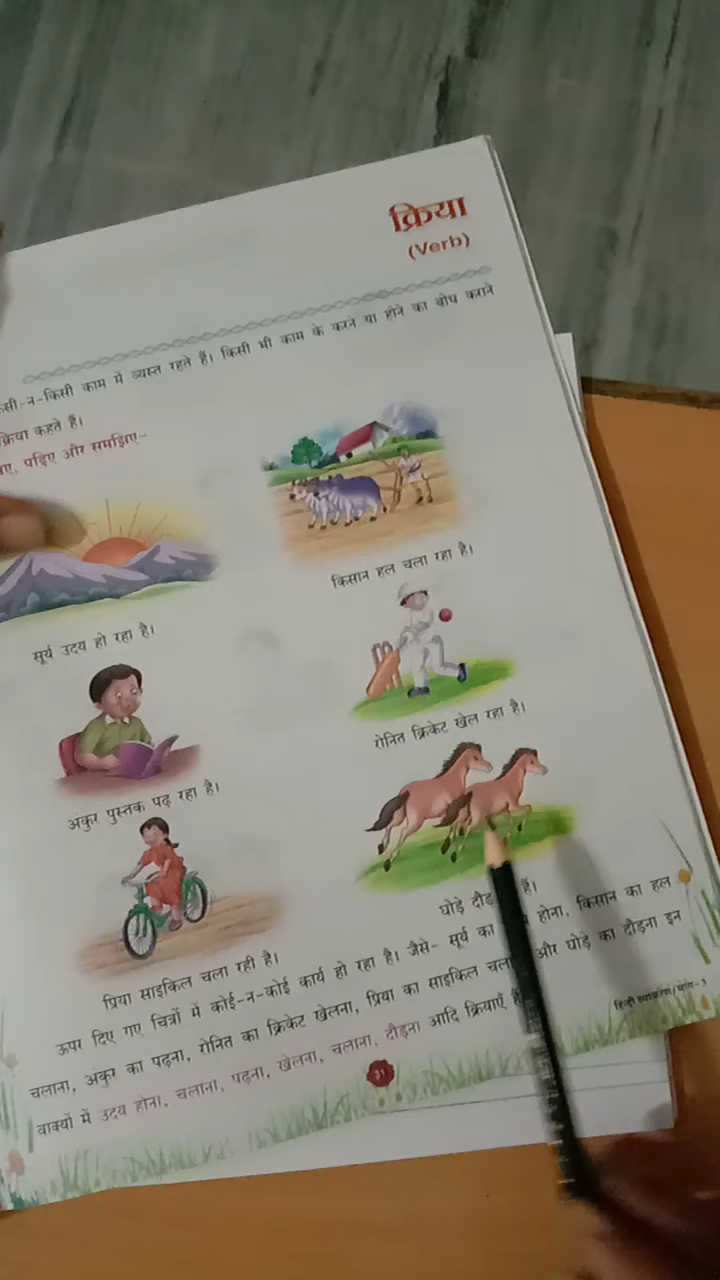 क्रिया
(Verb)
किसी भी काम के करने या होने का बोध कराने
सी-न-किसी काम में व्यस्त रहते हैं।
क्रिया कहते हैं।
पढ़िए और समझिए-
किसान हल चला रहा है।
सूर्य उदय हो रहा है।
रोनित क्रिकेट खेल रहा है।
अंकुर पुस्तक पढ़ रहा है।
घोड़े दौड़ हैं।
प्रिया साइकिल चला रही है।
ऊपर दिए गए चित्रों में कोई-न-कोई कार्य हो रहा है। जैसे- सूर्य का होना, किसान का हल
चलाना, अंकुर का पढ़ना, रोनित का क्रिकेट खेलना, प्रिया का साइकिल चला और घोड़े का दौड़ना इन
वाक्यों में उदय होना, चलाना, पढ़ना, खेलना, चलाना, दौड़ना आदि क्रियाएँ
हिन्दी व्याकरण/भाग-3
31